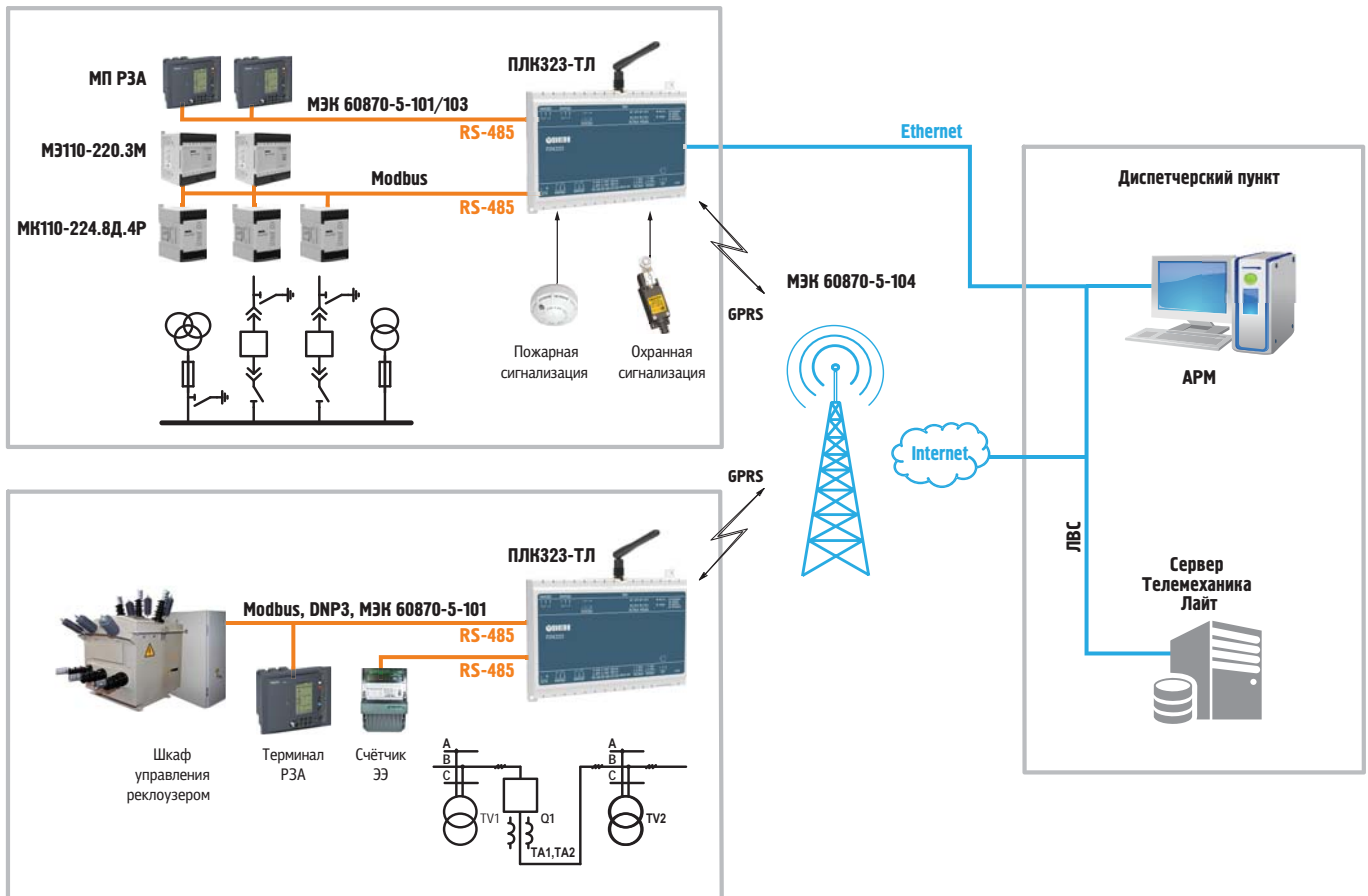 МП РЗА
ПЛК323-ТЛ
МЭК 60870-5-101/103
RS-485
Ethernet
МЭ110-220.3М
Modbus
RS-485
МК110-224.8Д.4Р
ОВЕН
Диспетчерский пункт
МЭК 60870-5-104
GPRS
Пожарная
сигнализация
Охранная
сигнализация
АРМ
Internet
GPRS
ЛВС
ПЛК323-ТЛ
Сервер
Телемеханика
Лайт
Modbus, DNP3, МЭК 60870-5-101
RS-485
RS-485
ОВЕН
Шкаф
управления
реклоузером
Терминал
РЗА
Счётчик
ЭЭ
A
B
C
TV1
Q1
TA1,TA2
A
B
C
TV2